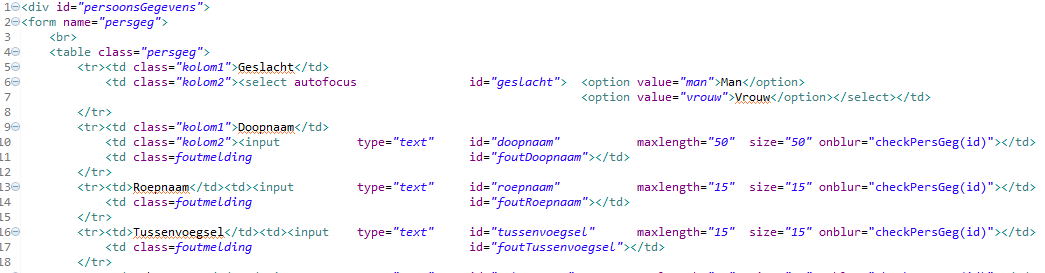 1 <div id="persoonsGegevens">
2 <form name="persgeg">
3 <br>
4 <table class="persgeg">
5 <tr><td class="kolom1">Geslacht</td>
6 <td class="kolom2"><select autofocus id="geslacht"> <option value="man">Man</option>
7 <option value="vrouw">Vrouw</option></select></td>
8 </tr>
9 <tr><td class="kolom1">Doopnaam</td>
10 <td class="kolom2"><input type="text" id="doopnaam" maxlength="50" size="50" onblur="checkPersGeg(id)"></td>
11 <td class=foutmelding id="foutDoopnaam"></td>
12 </tr>
13 <tr><td>Roepnaam</td><td><input type="text" id="roepnaam" maxlength="15" size="15" onblur="checkPersGeg(id)"></td>
14 <td class=foutmelding id="foutRoepnaam"></td>
15 </tr>
16 <tr><td>Tussenvoegsel</td><td><input type="text" id="tussenvoegsel" maxlength="15" size="15" onblur="checkPersGeg(id)"></td>
17 <td class=foutmelding id="foutTussenvoegsel"></td>
18 </tr>